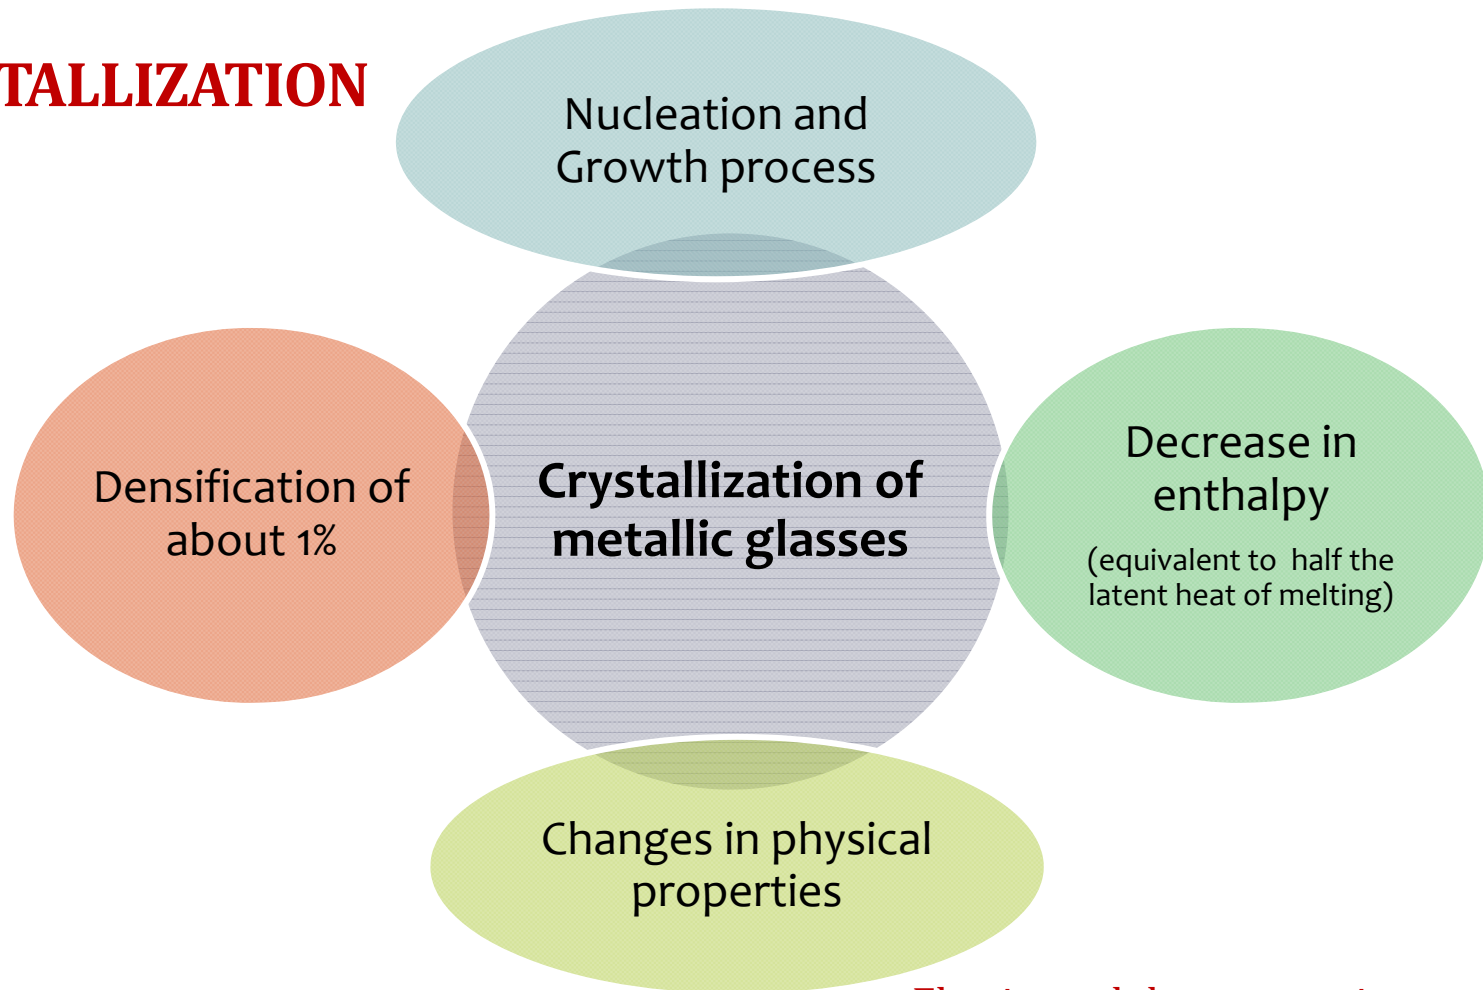 TALLIZATION
Nucleation and
Growth process
Densification of
about 1%
Crystallization of
metallic glasses
Decrease in
enthalpy
(equivalent to  half the
latent heat of melting)
Changes in physical
properties